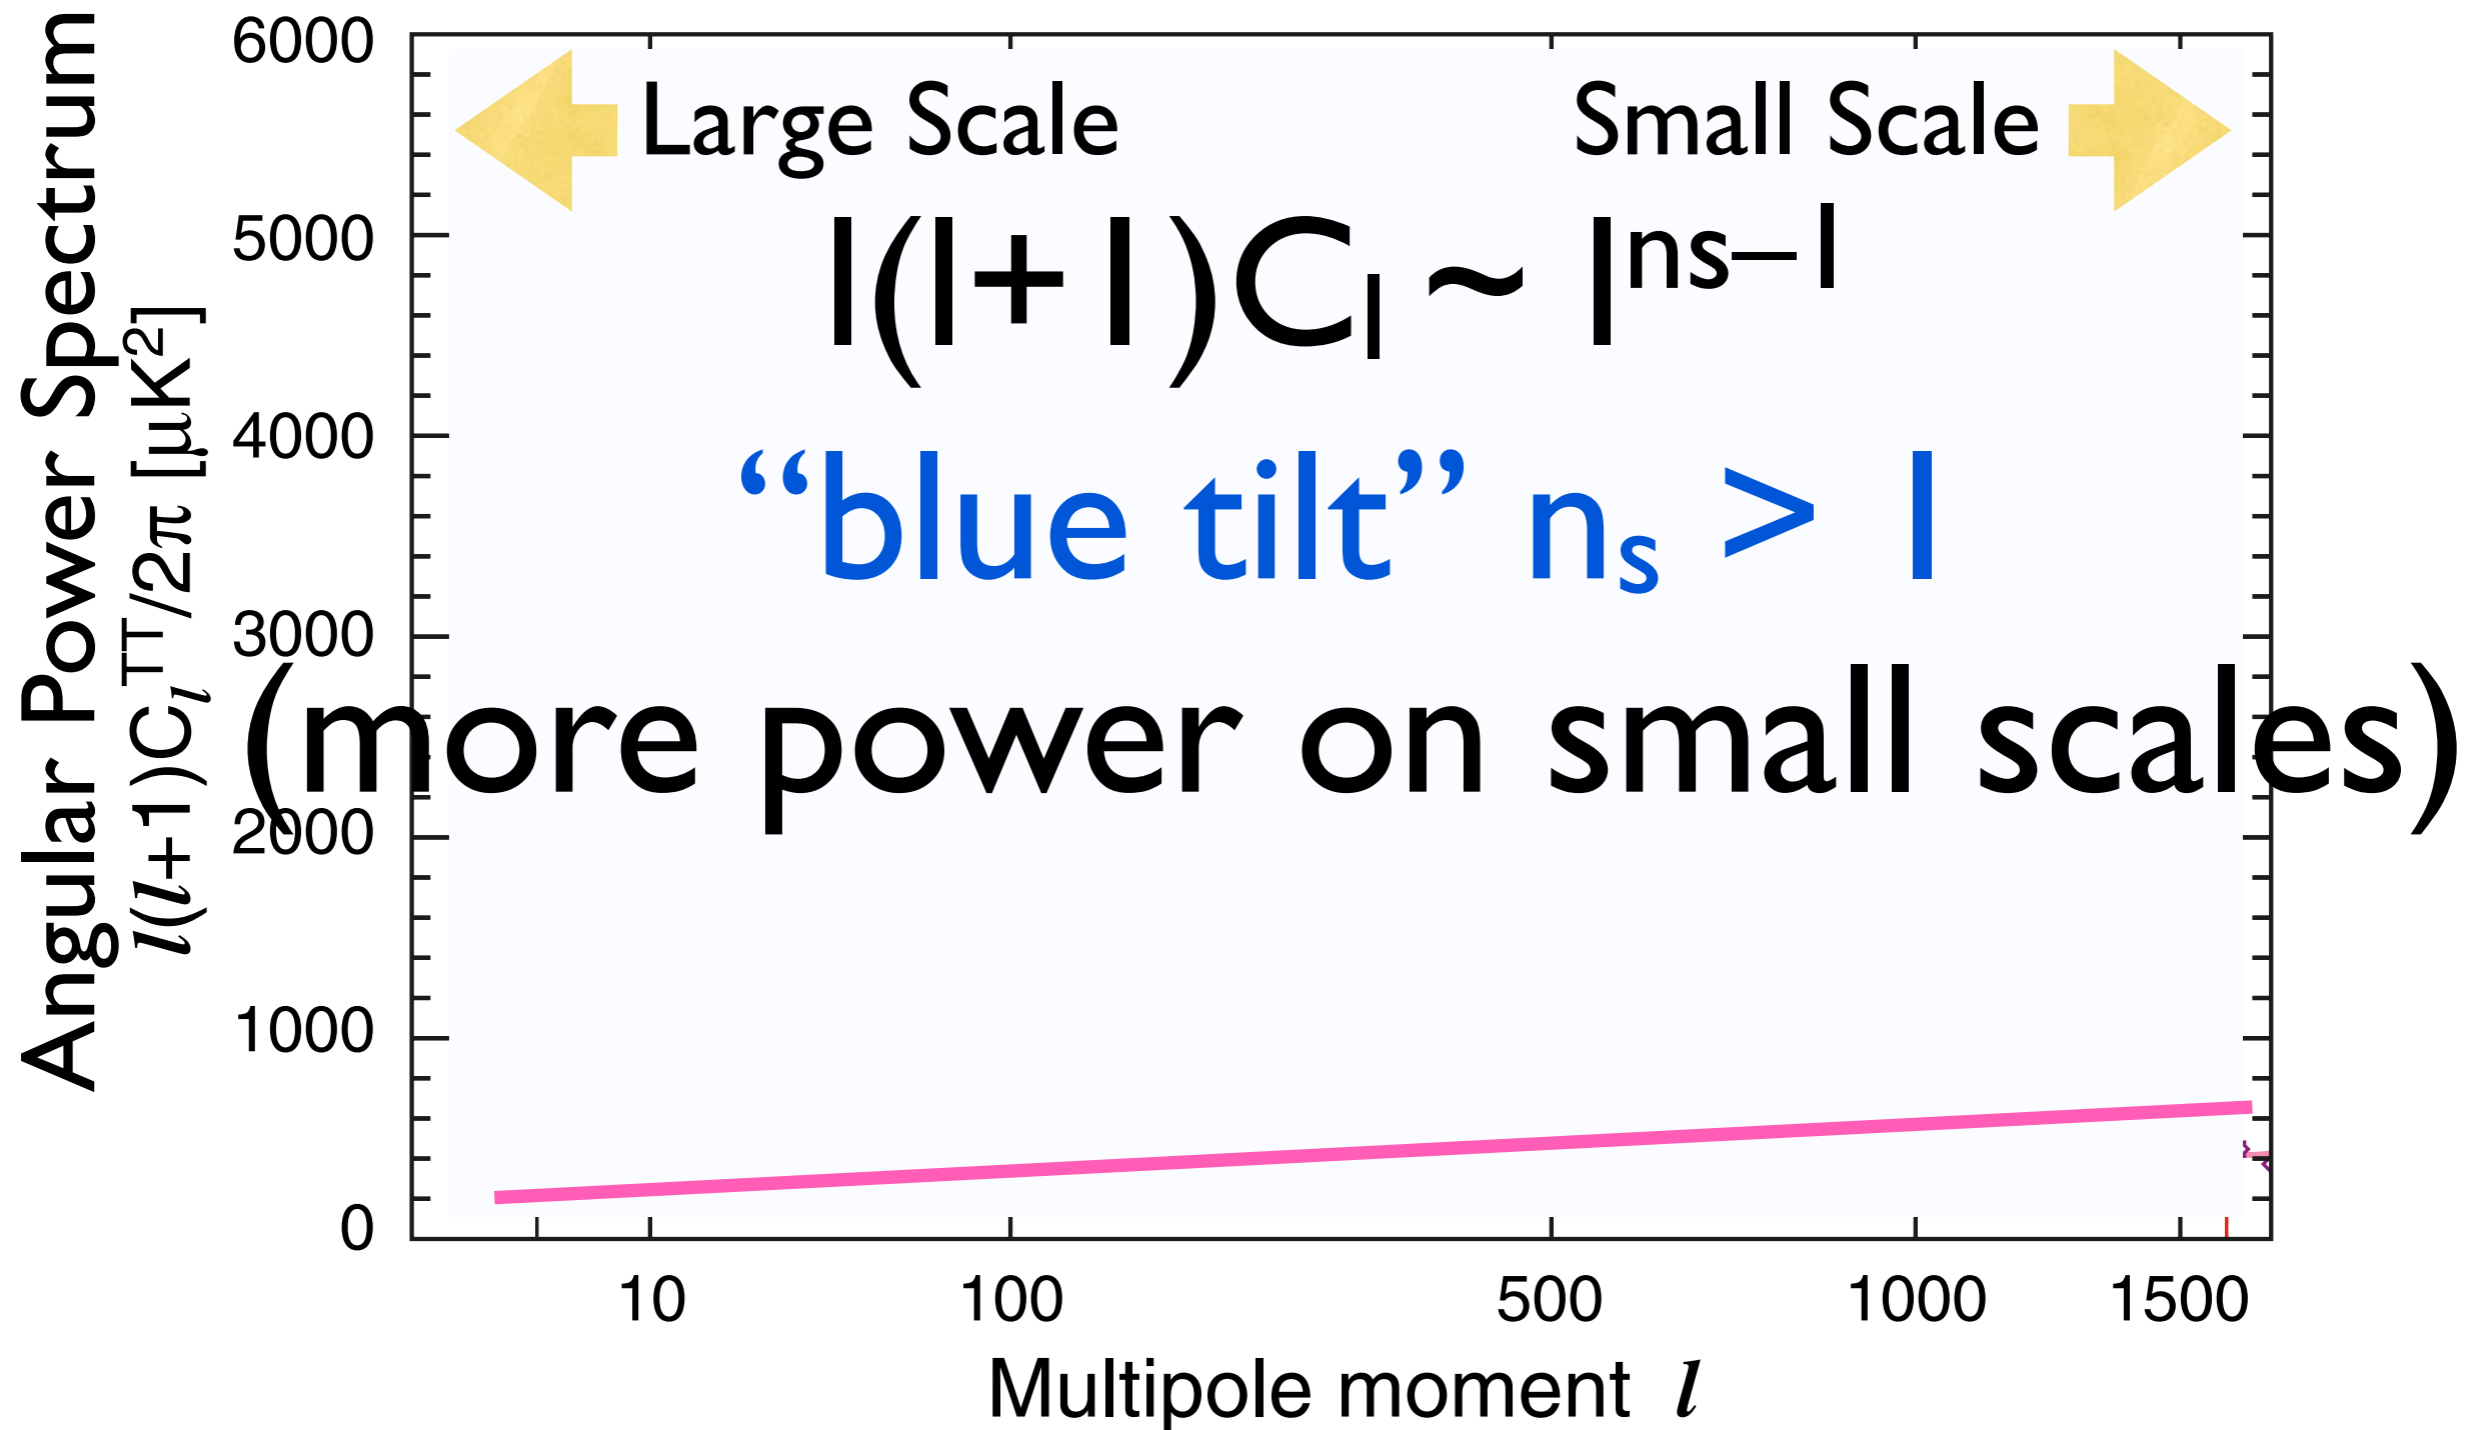 Angular Power Spectrum
l(l+1)Cₗᵀᵀ/2π [μK²]
6000
5000
4000
3000
2000
1000
0
Large Scale
Small Scale
l(l+1)Cₗ ~ lⁿˢ⁻¹
“blue tilt” nₛ > 1
(more power on small scales)
10 100 500 1000 1500
Multipole moment l